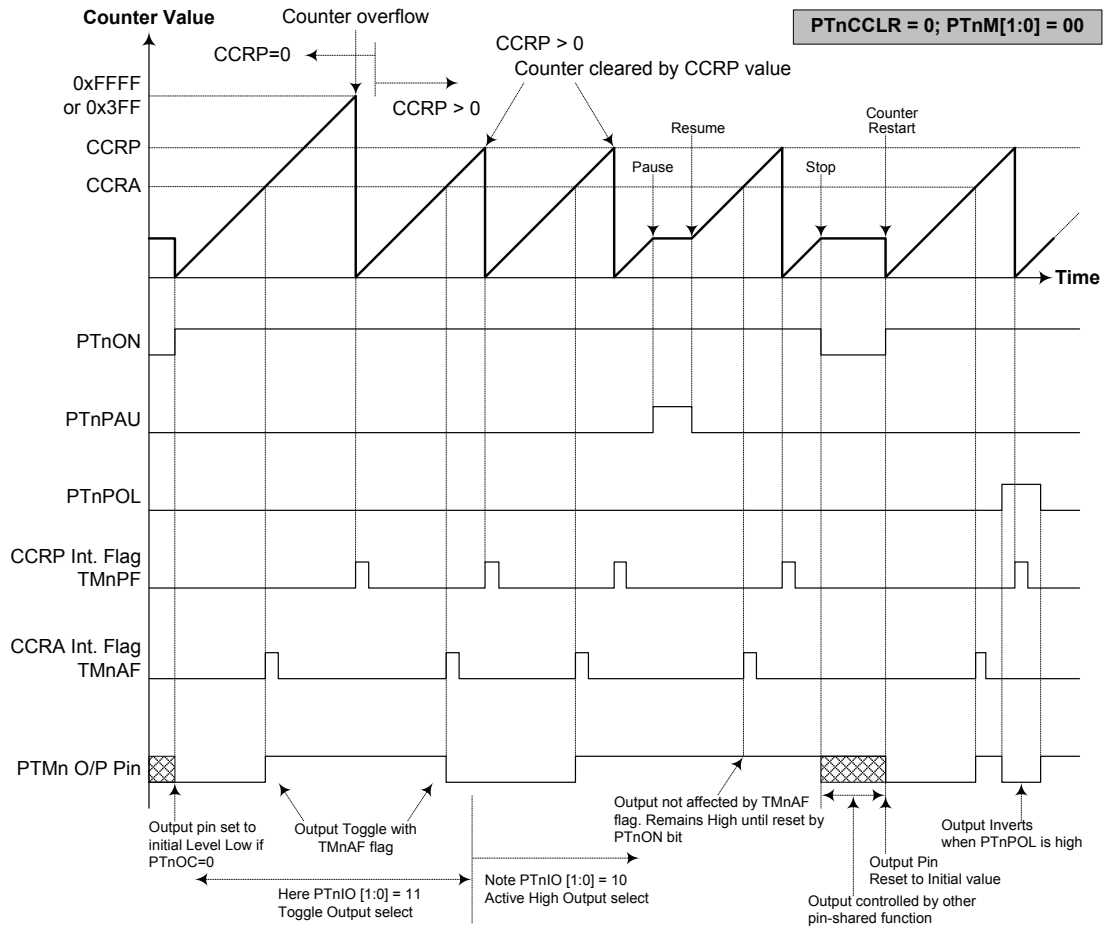 Counter Value
Counter overflow
PTnCCLR = 0; PTnM[1:0] = 00
CCRP=0
CCRP > 0
CCRP > 0
Counter cleared by CCRP value
0xFFFF
or 0x3FF
CCRP
CCRA
Pause
Resume
Stop
Counter
Restart
Time
PTnON
PTnPAU
PTnPOL
CCRP Int. Flag
TMnPF
CCRA Int. Flag
TMnAF
PTMn O/P Pin
Output pin set to
initial Level Low if
PTnOC=0
Output Toggle with
TMnAF flag
Here PTnIO [1:0] = 11
Toggle Output select
Note PTnIO [1:0] = 10
Active High Output select
Output not affected by TMnAF
flag. Remains High until reset by
PTnON bit
Output controlled by other
pin-shared function
Output Pin
Reset to Initial value
Output Inverts
when PTnPOL is high